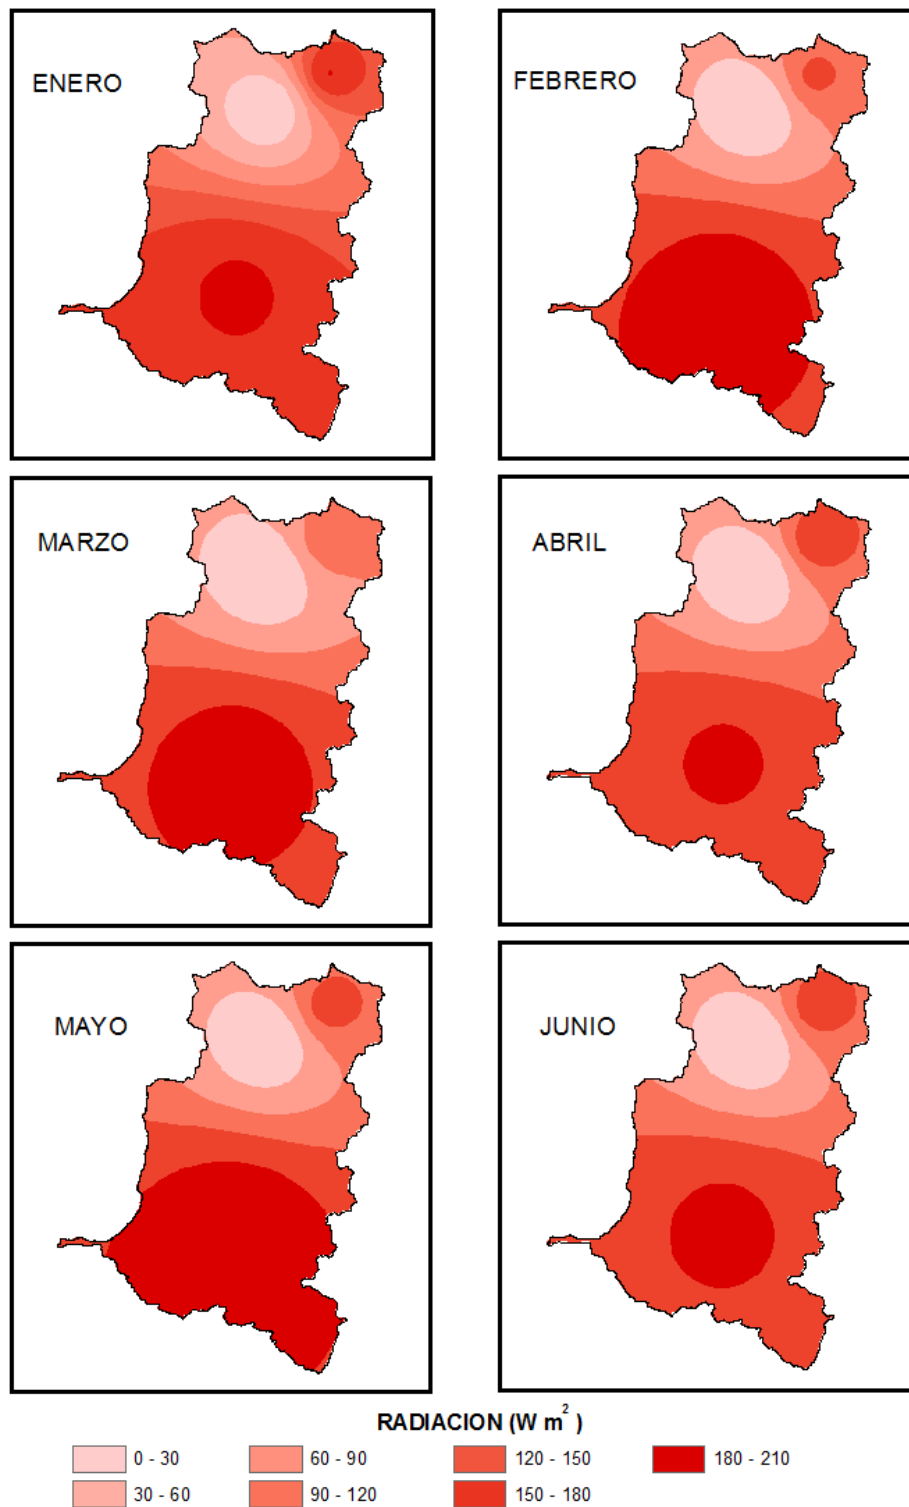 ENERO
FEBRERO
MARZO
ABRIL
MAYO
JUNIO
RADIACION (W m² )
0 - 30
60 - 90
120 - 150
180 - 210
30 - 60
90 - 120
150 - 180